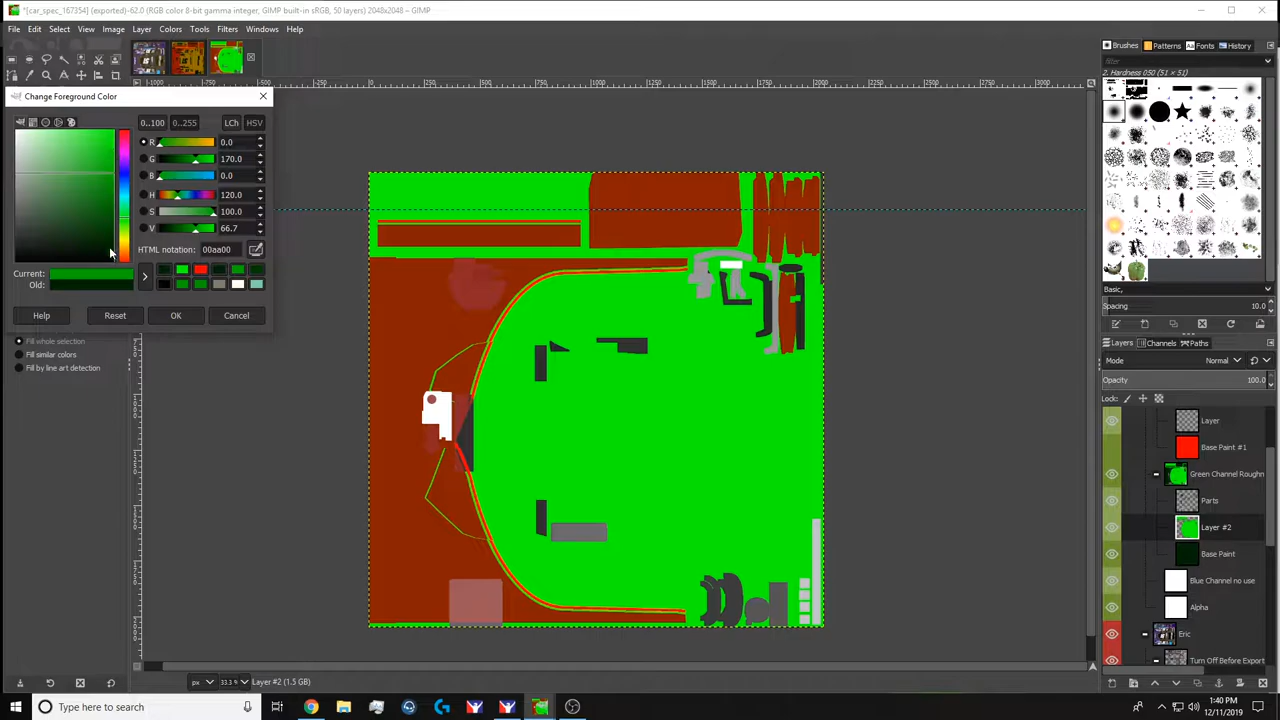 *[car_spec_167354] (exported)-62.0 (RGB color 8-bit gamma integer, GIMP built-in sRGB, 50 layers) 2048x2048 – GIMP
File Edit Select View Image Layer Colors Tools Filters Windows Help
Brushes Patterns Fonts History
filter
2. Hardness 050 (51 × 51)
Change Foreground Color
0..100 0..255 LCh HSV
R 0.0
G 170.0
B 0.0
H 120.0
S 100.0
V 66.7
HTML notation: 00aa00
Current:
Old:
Help Reset OK Cancel
Fill whole selection
Fill similar colors
Fill by line art detection
Basic,
Spacing 10.0
Layers Channels Paths
Mode Normal
Opacity 100.0
Lock:
Layer
Base Paint #1
Green Channel Roughn
Parts
Layer #2
Base Paint
Blue Channel no use
Alpha
Eric
Turn Off Before Export
px 33.3 % Layer #2 (1.5 GB)
Type here to search
1:40 PM
12/11/2019